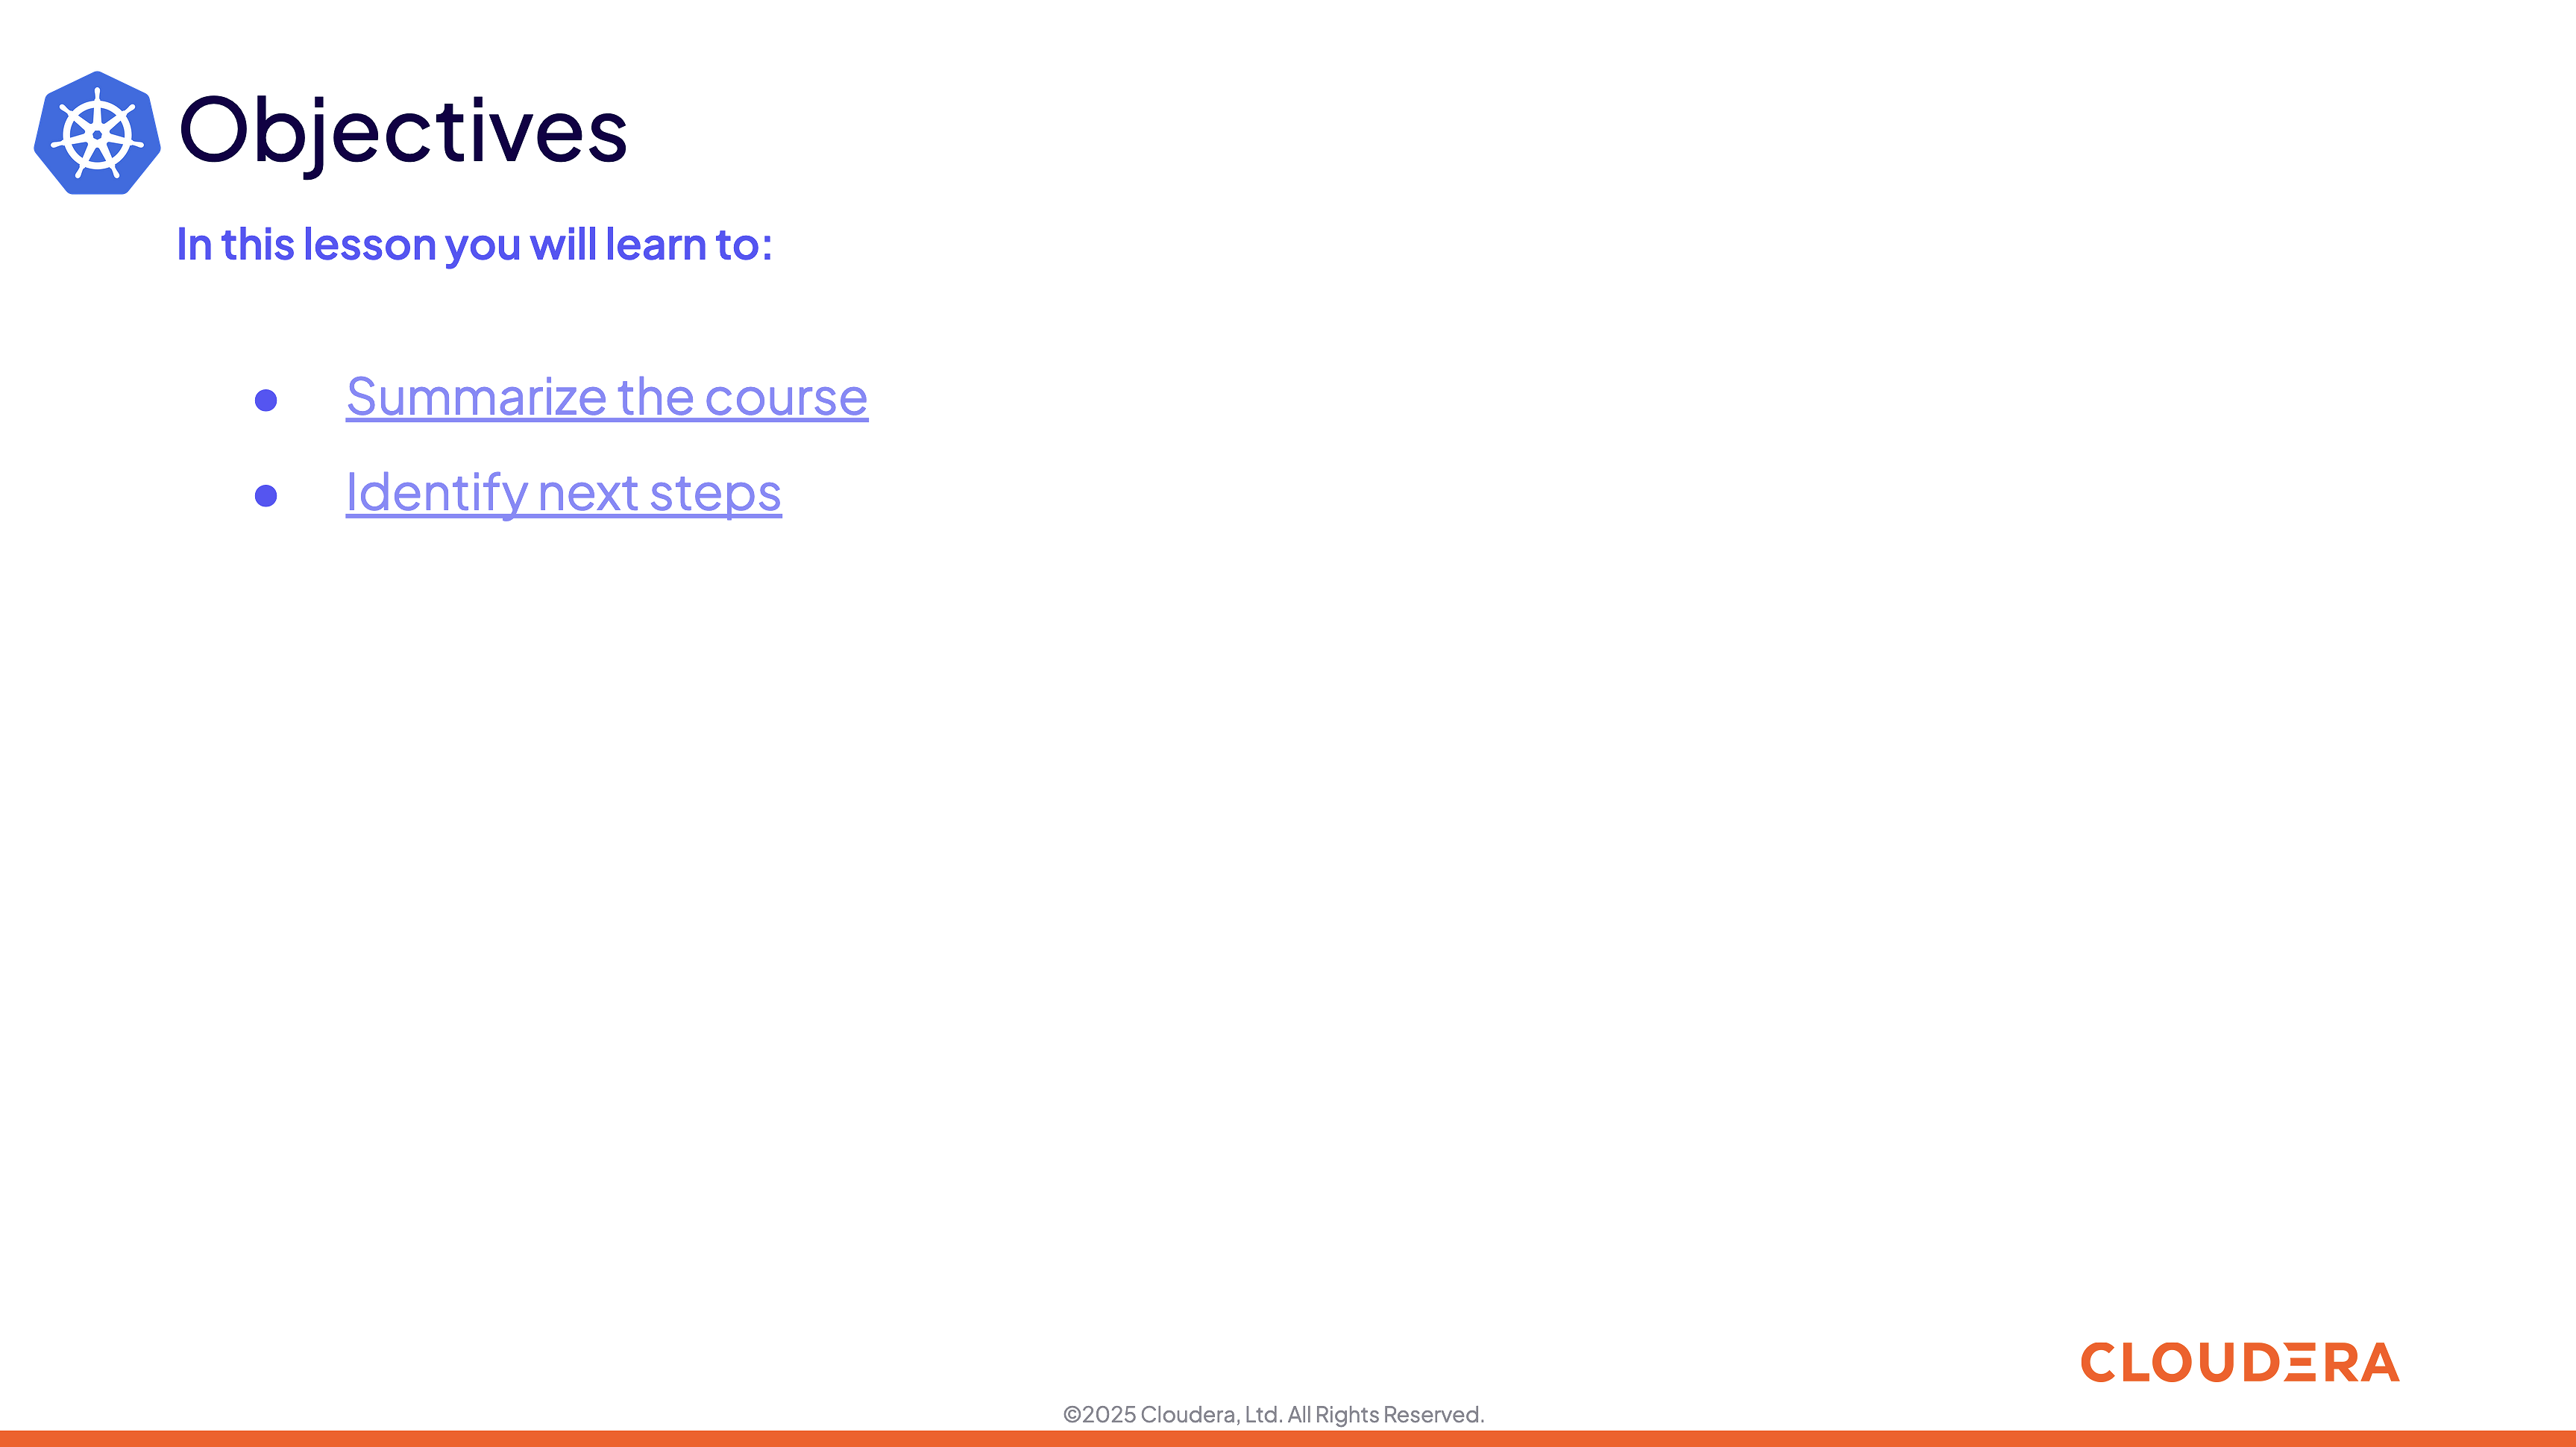 Objectives
In this lesson you will learn to:
● Summarize the course
● Identify next steps
CLOUDERA
©2025 Cloudera, Ltd. All Rights Reserved.